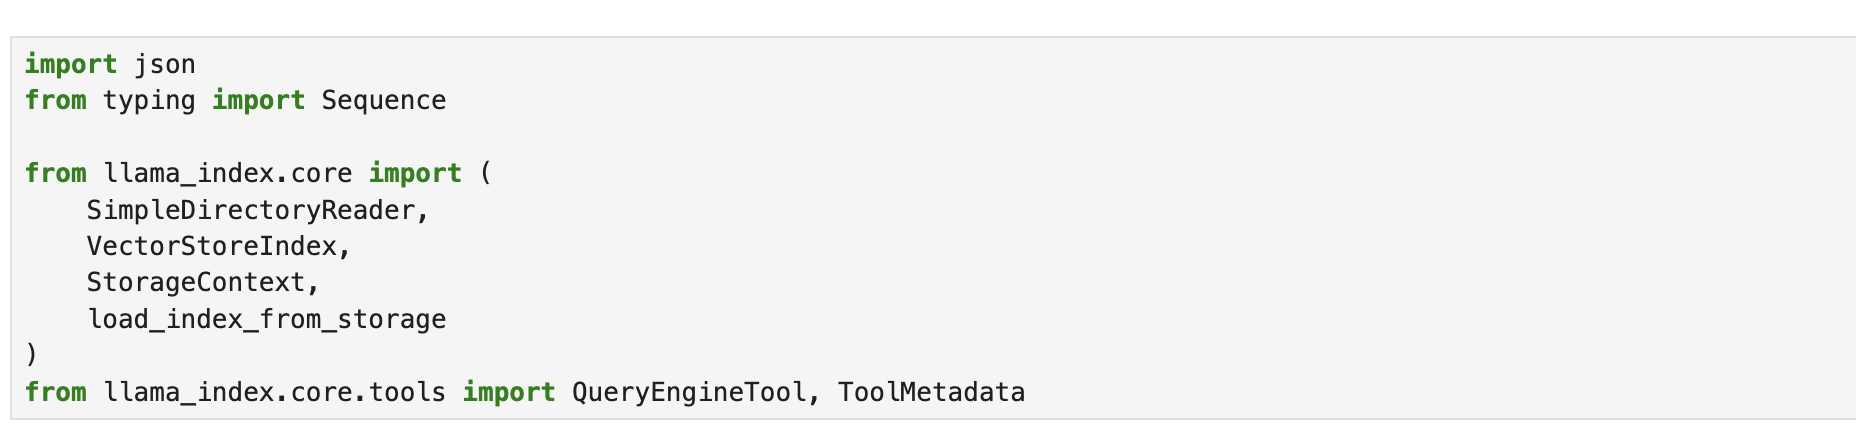 import json
from typing import Sequence

from llama_index.core import (
    SimpleDirectoryReader,
    VectorStoreIndex,
    StorageContext,
    load_index_from_storage
)
from llama_index.core.tools import QueryEngineTool, ToolMetadata